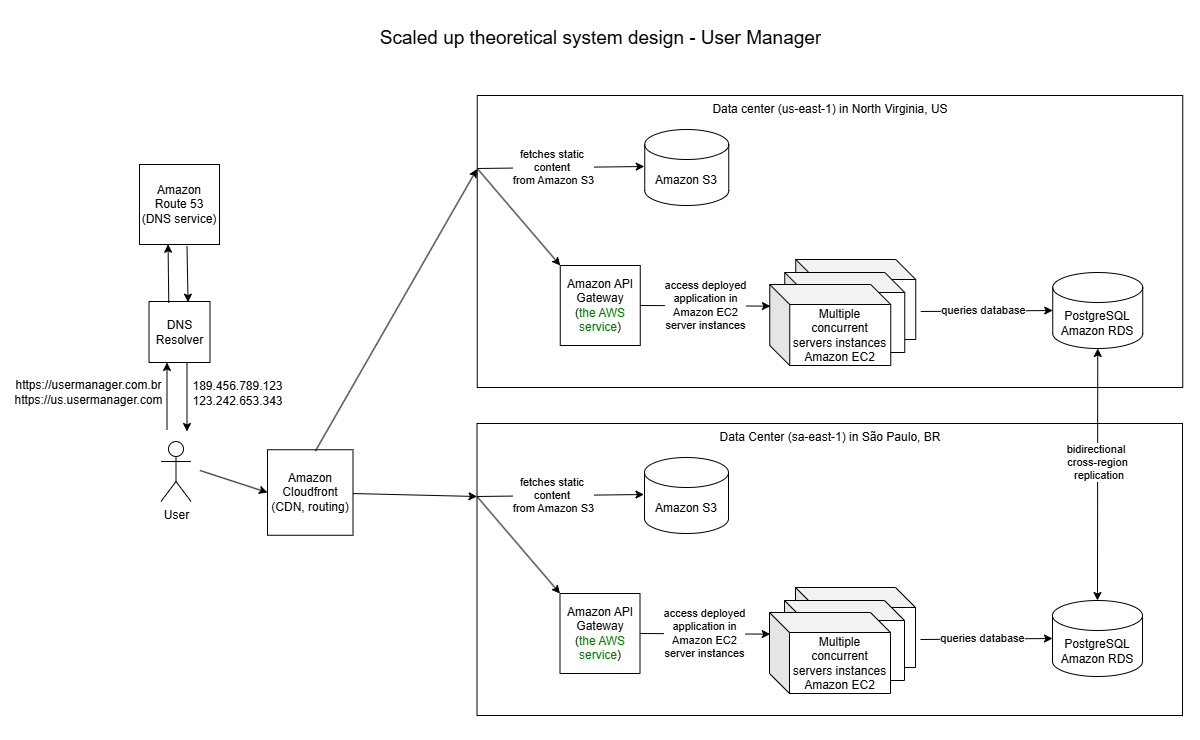 Scaled up theoretical system design - User Manager
Data center (us-east-1) in North Virginia, US
fetches static
content
from Amazon S3
Amazon S3
Amazon
Route 53
(DNS service)
Amazon API
Gateway
(the AWS
service)
access deployed
application in
Amazon EC2
server instances
Multiple
concurrent
servers instances
Amazon EC2
queries database
PostgreSQL
Amazon RDS
DNS
Resolver
https://usermanager.com.br
https://us.usermanager.com
189.456.789.123
123.242.653.343
User
Amazon
Cloudfront
(CDN, routing)
Data Center (sa-east-1) in São Paulo, BR
bidirectional
cross-region
replication
fetches static
content
from Amazon S3
Amazon S3
Amazon API
Gateway
(the AWS
service)
access deployed
application in
Amazon EC2
server instances
Multiple
concurrent
servers instances
Amazon EC2
queries database
PostgreSQL
Amazon RDS